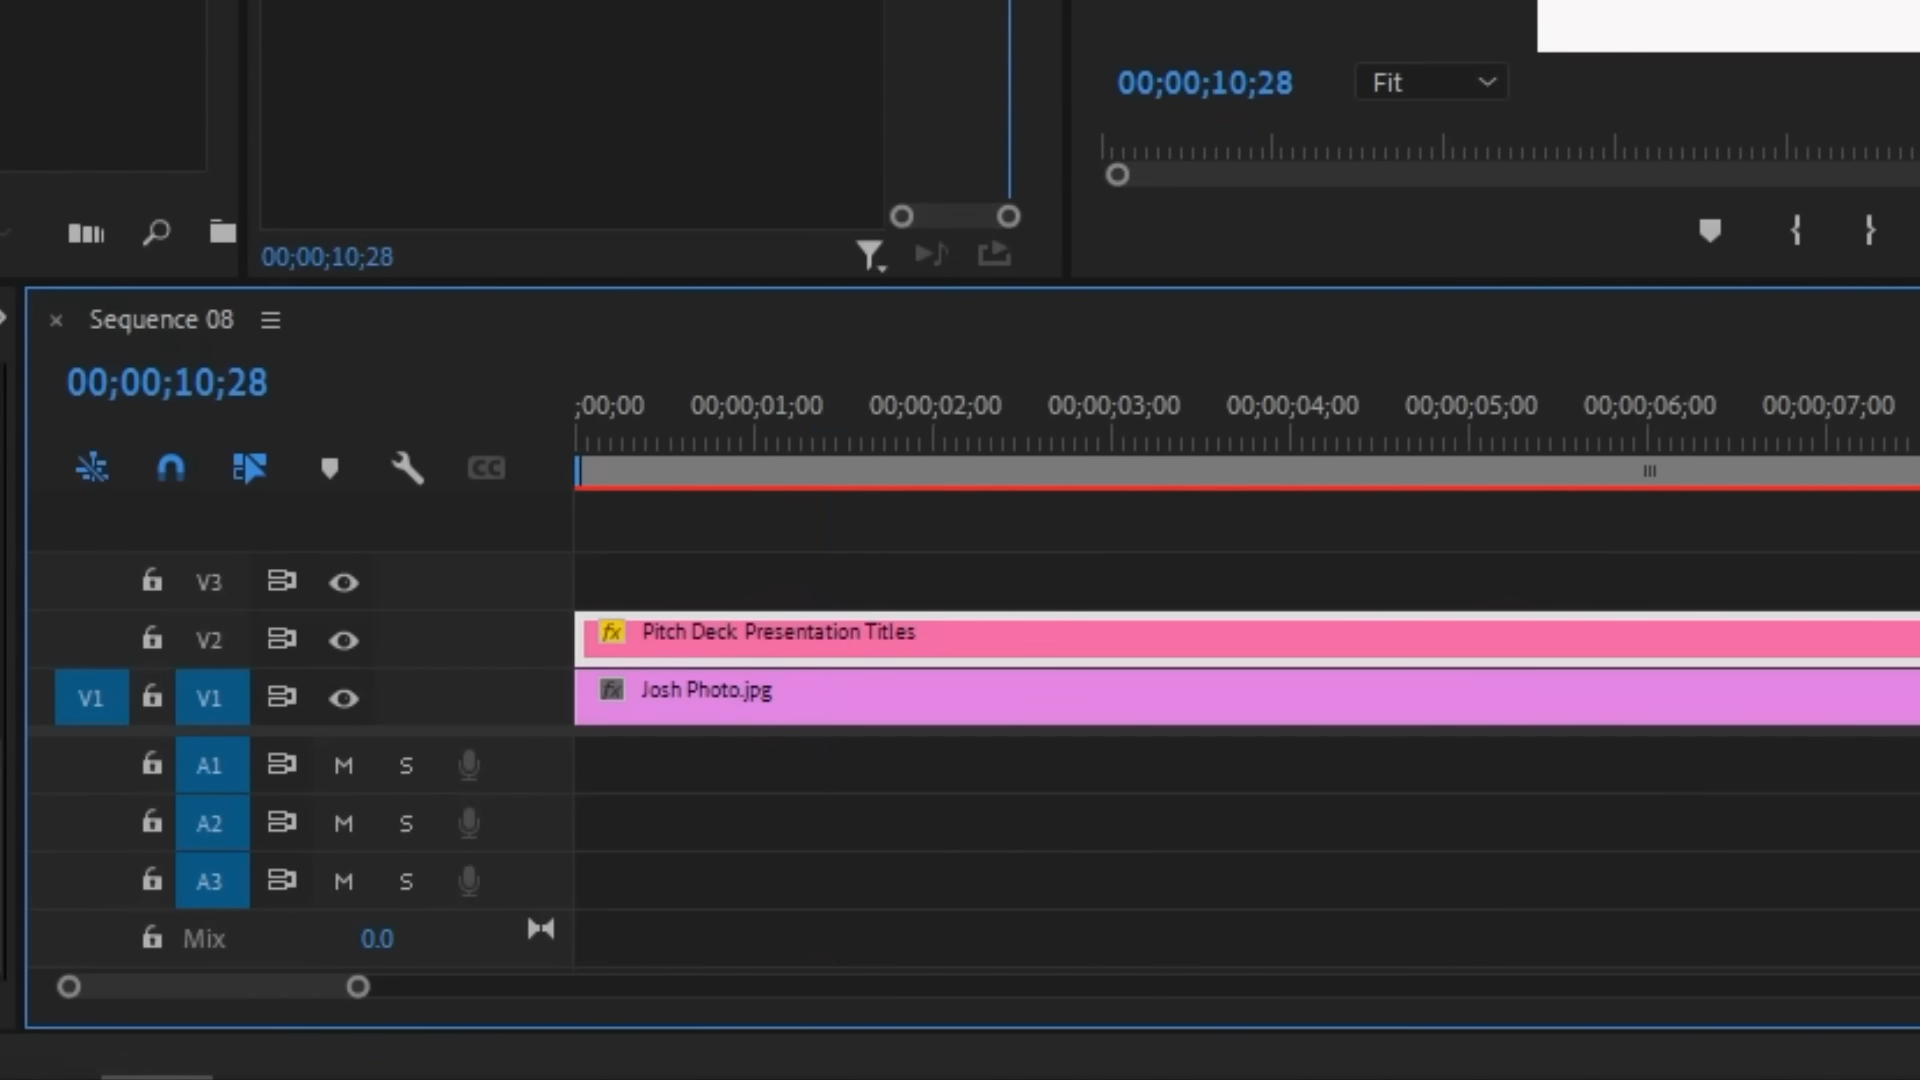 00;00;10;28
Fit
00;00;10;28
Sequence 08
00;00;10;28
;00;00 00;00;01;00 00;00;02;00 00;00;03;00 00;00;04;00 00;00;05;00 00;00;06;00 00;00;07;00
CC
V3
V2 fx Pitch Deck Presentation Titles
V1 V1 fx Josh Photo.jpg
A1 M S
A2 M S
A3 M S
Mix 0.0